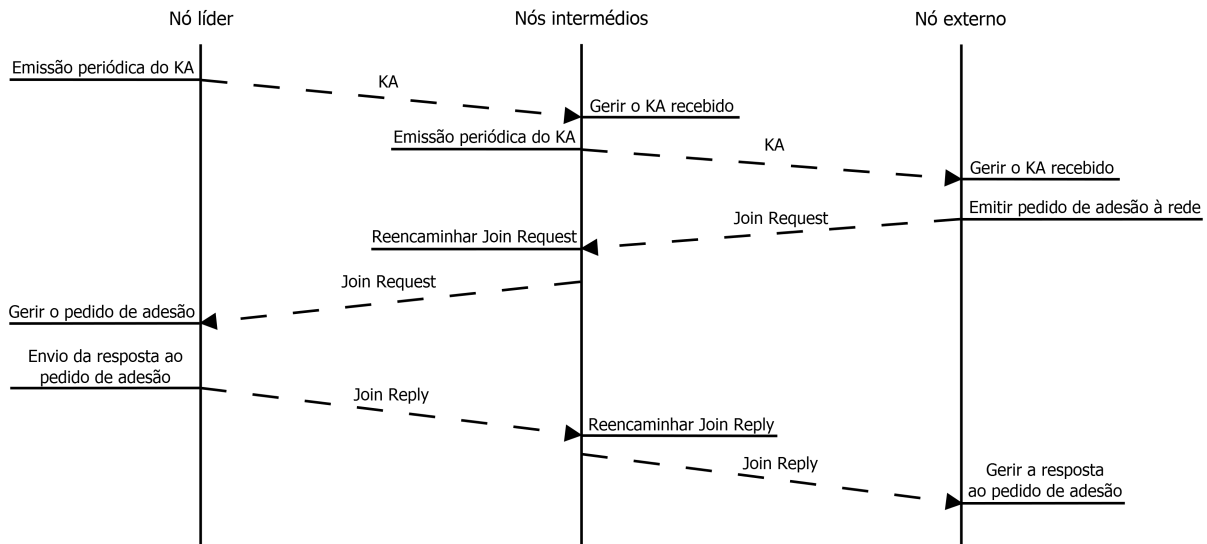 Nó líder
Nós intermédios
Nó externo
Emissão periódica do KA
KA
Gerir o KA recebido
Emissão periódica do KA
KA
Gerir o KA recebido
Emitir pedido de adesão à rede
Join Request
Reencaminhar Join Request
Join Request
Gerir o pedido de adesão
Envio da resposta ao
pedido de adesão
Join Reply
Reencaminhar Join Reply
Join Reply
Gerir a resposta
ao pedido de adesão